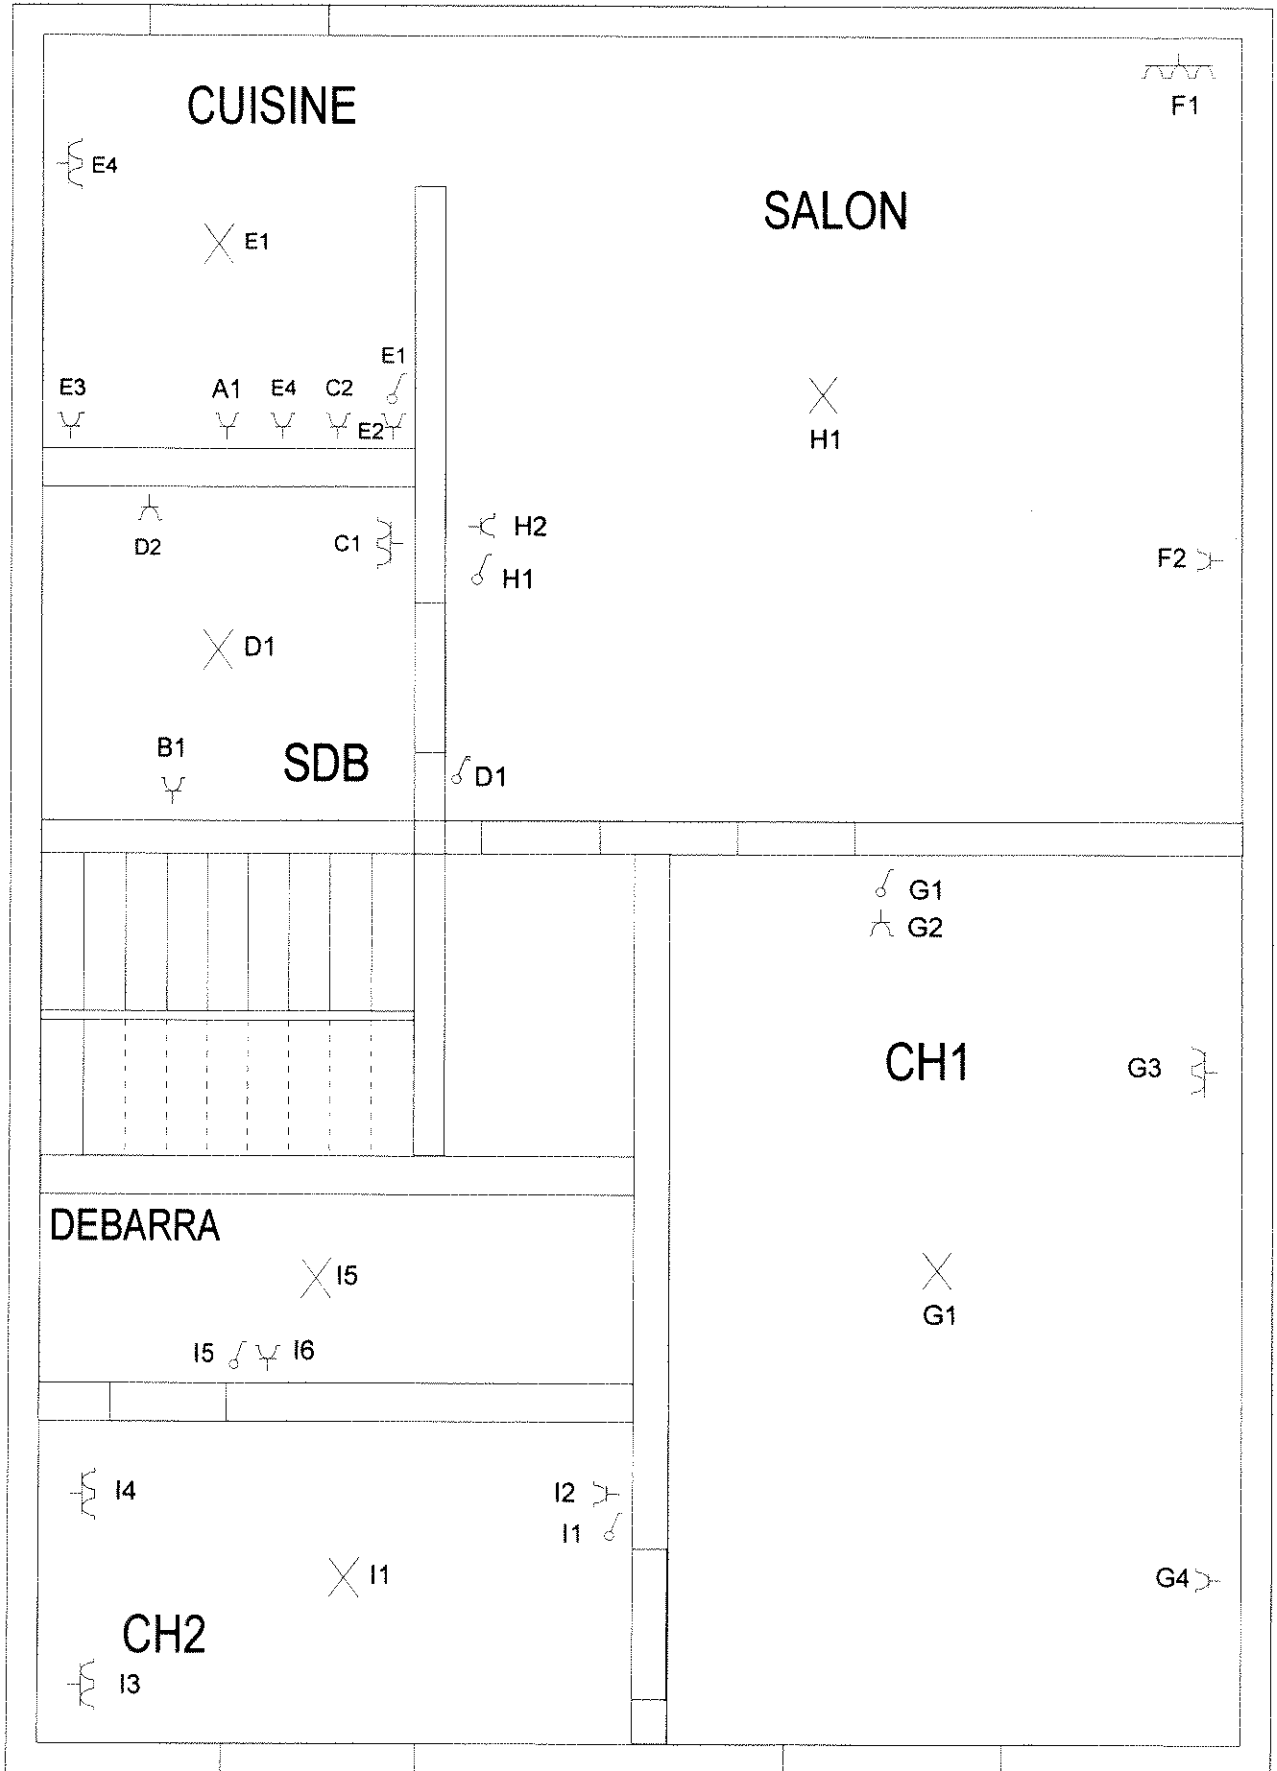 CUISINE
F1
E4
SALON
E1
E1
E3 A1 E4 C2
E2
H1
D2 C1 H2
H1
F2
D1
B1
SDB
D1
G1
G2
CH1
G3
DEBARRA
I5
G1
I5 I6
I4 I2
I1
I1
G4
CH2
I3